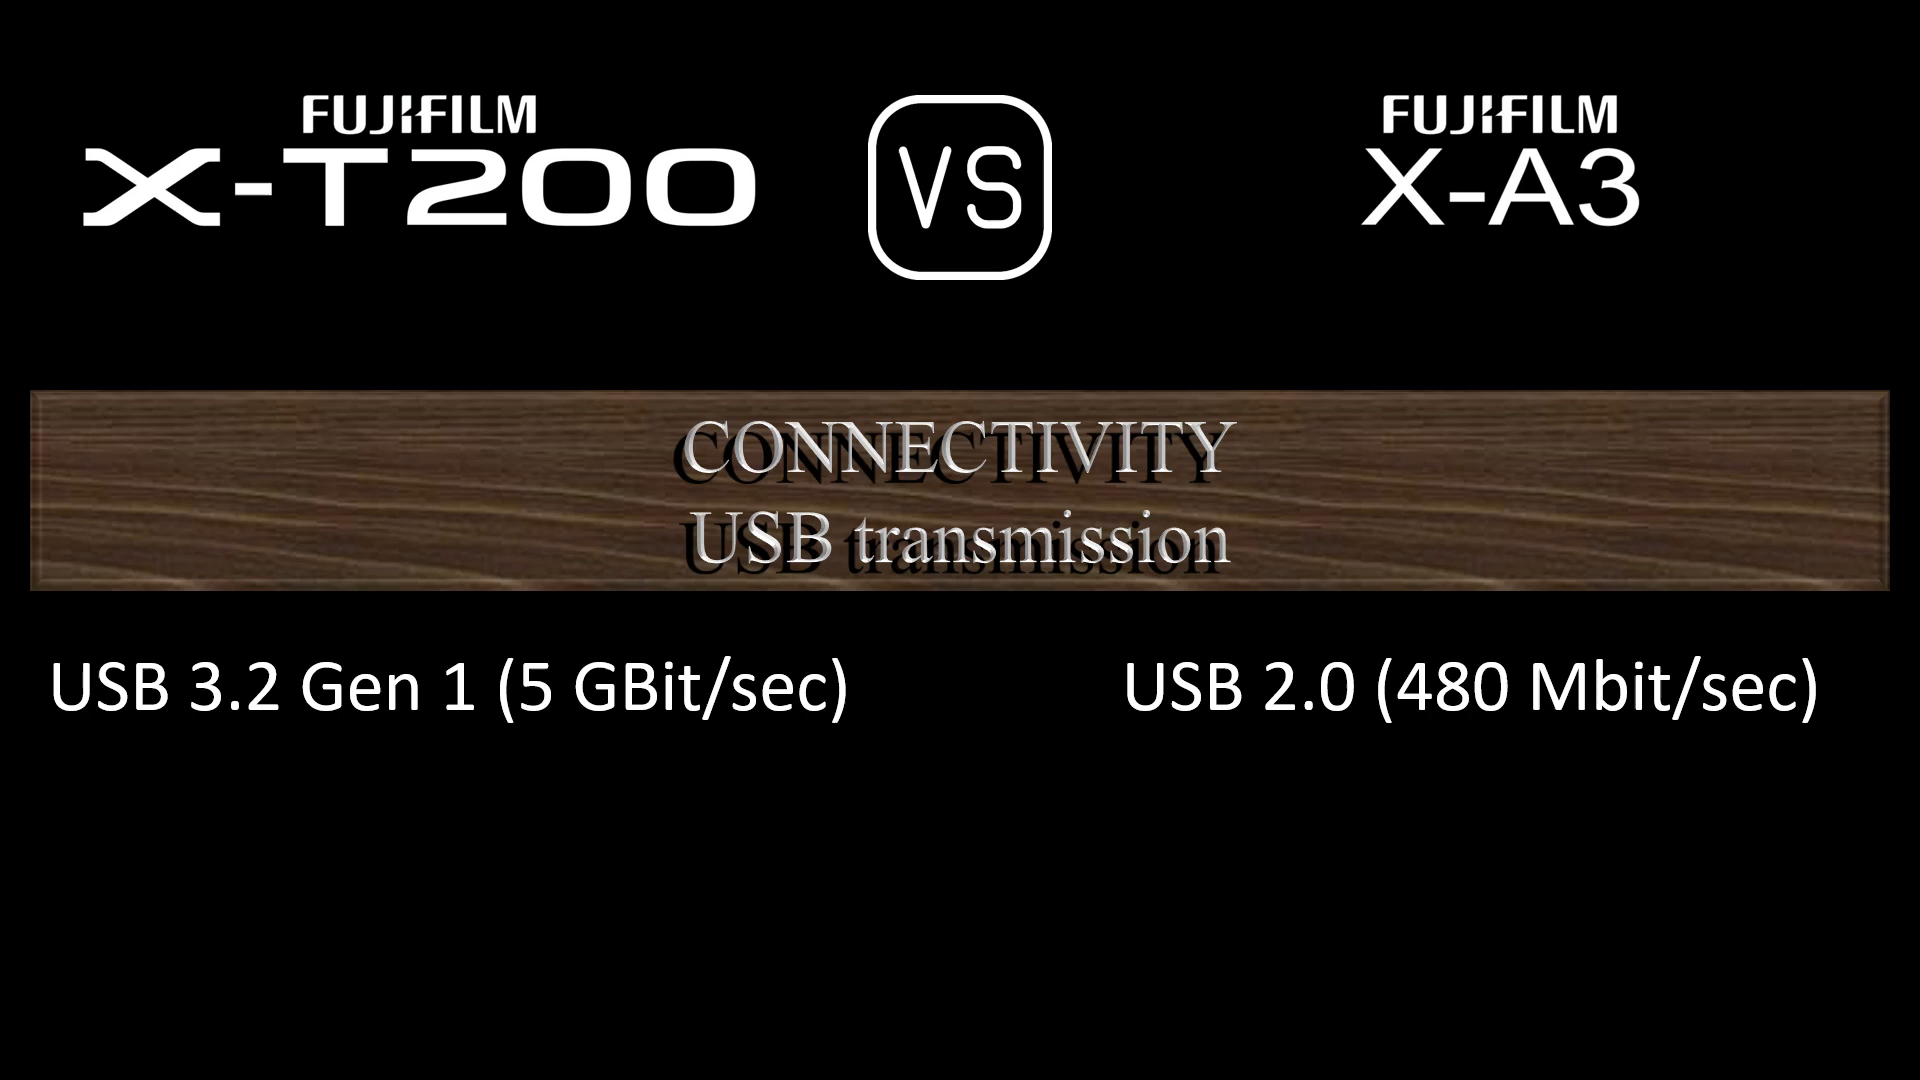 FUJIFILM
X-T200
VS
FUJIFILM
X-A3
CONNECTIVITY
USB transmission
USB 3.2 Gen 1 (5 GBit/sec)
USB 2.0 (480 Mbit/sec)